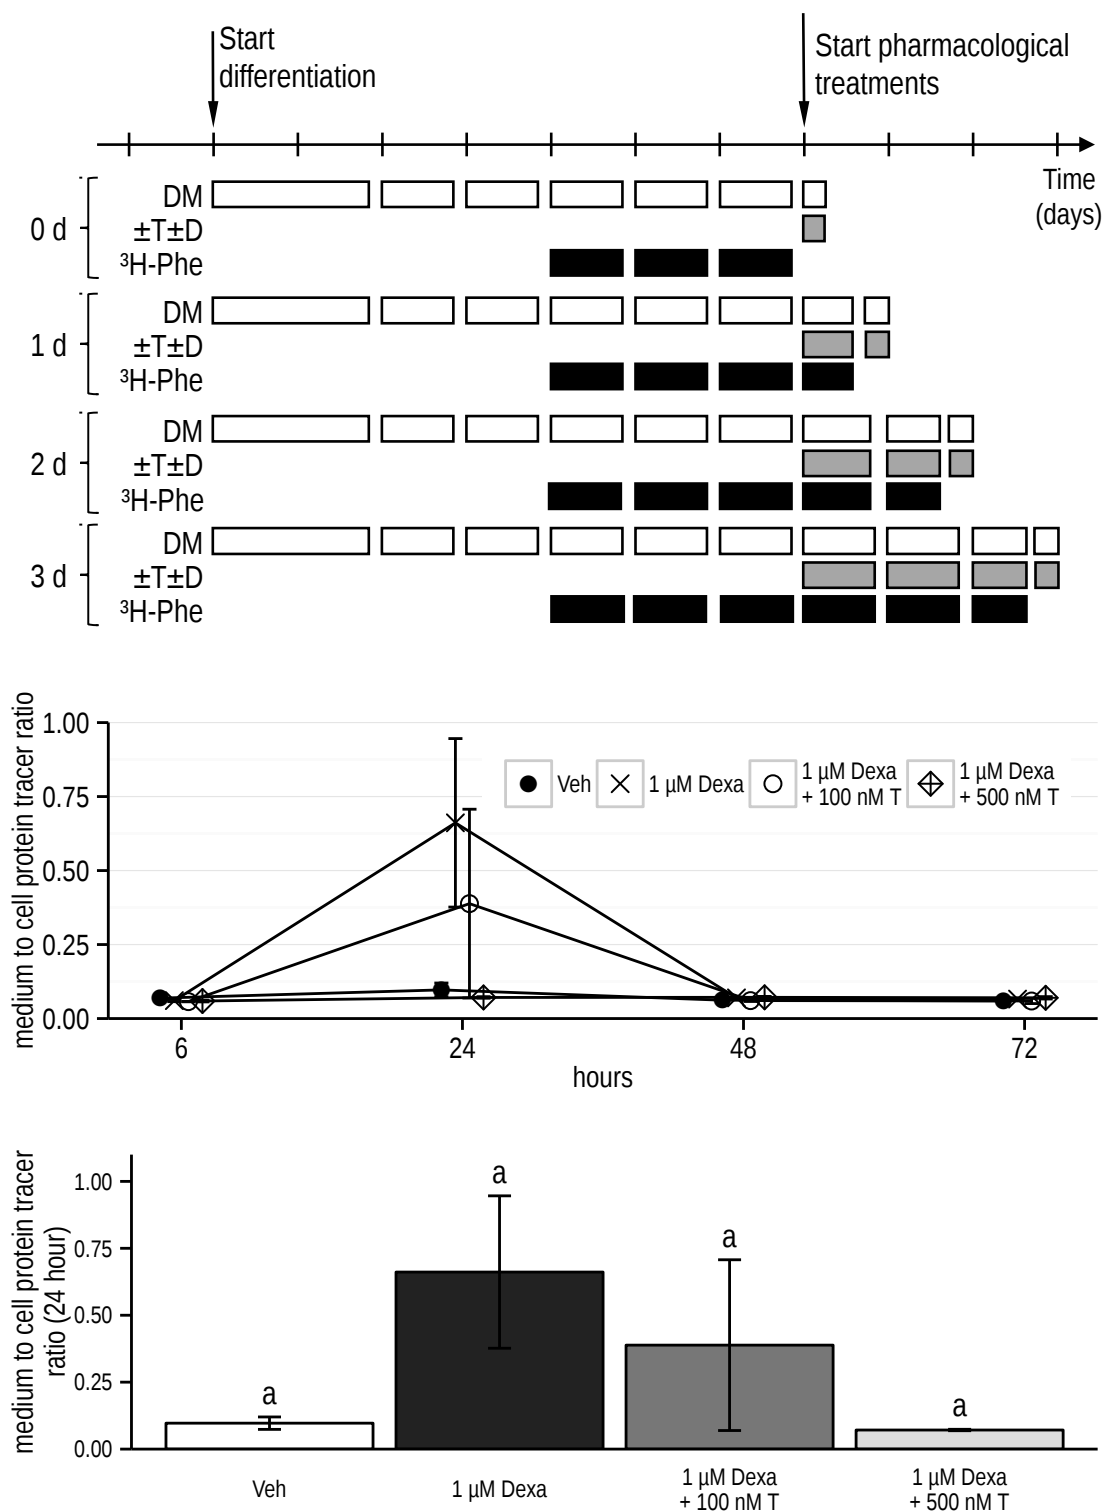 Start
differentiation
Start pharmacological
treatments
Time
(days)
0 d
DM
±T±D
³H-Phe
1 d
DM
±T±D
³H-Phe
2 d
DM
±T±D
³H-Phe
3 d
DM
±T±D
³H-Phe
medium to cell protein tracer ratio
1.00
0.75
0.50
0.25
0.00
Veh
1 µM Dexa
1 µM Dexa
+ 100 nM T
1 µM Dexa
+ 500 nM T
6
24
48
72
hours
medium to cell protein tracer
ratio (24 hour)
1.00
0.75
0.50
0.25
0.00
a
a
a
a
Veh
1 µM Dexa
1 µM Dexa
+ 100 nM T
1 µM Dexa
+ 500 nM T